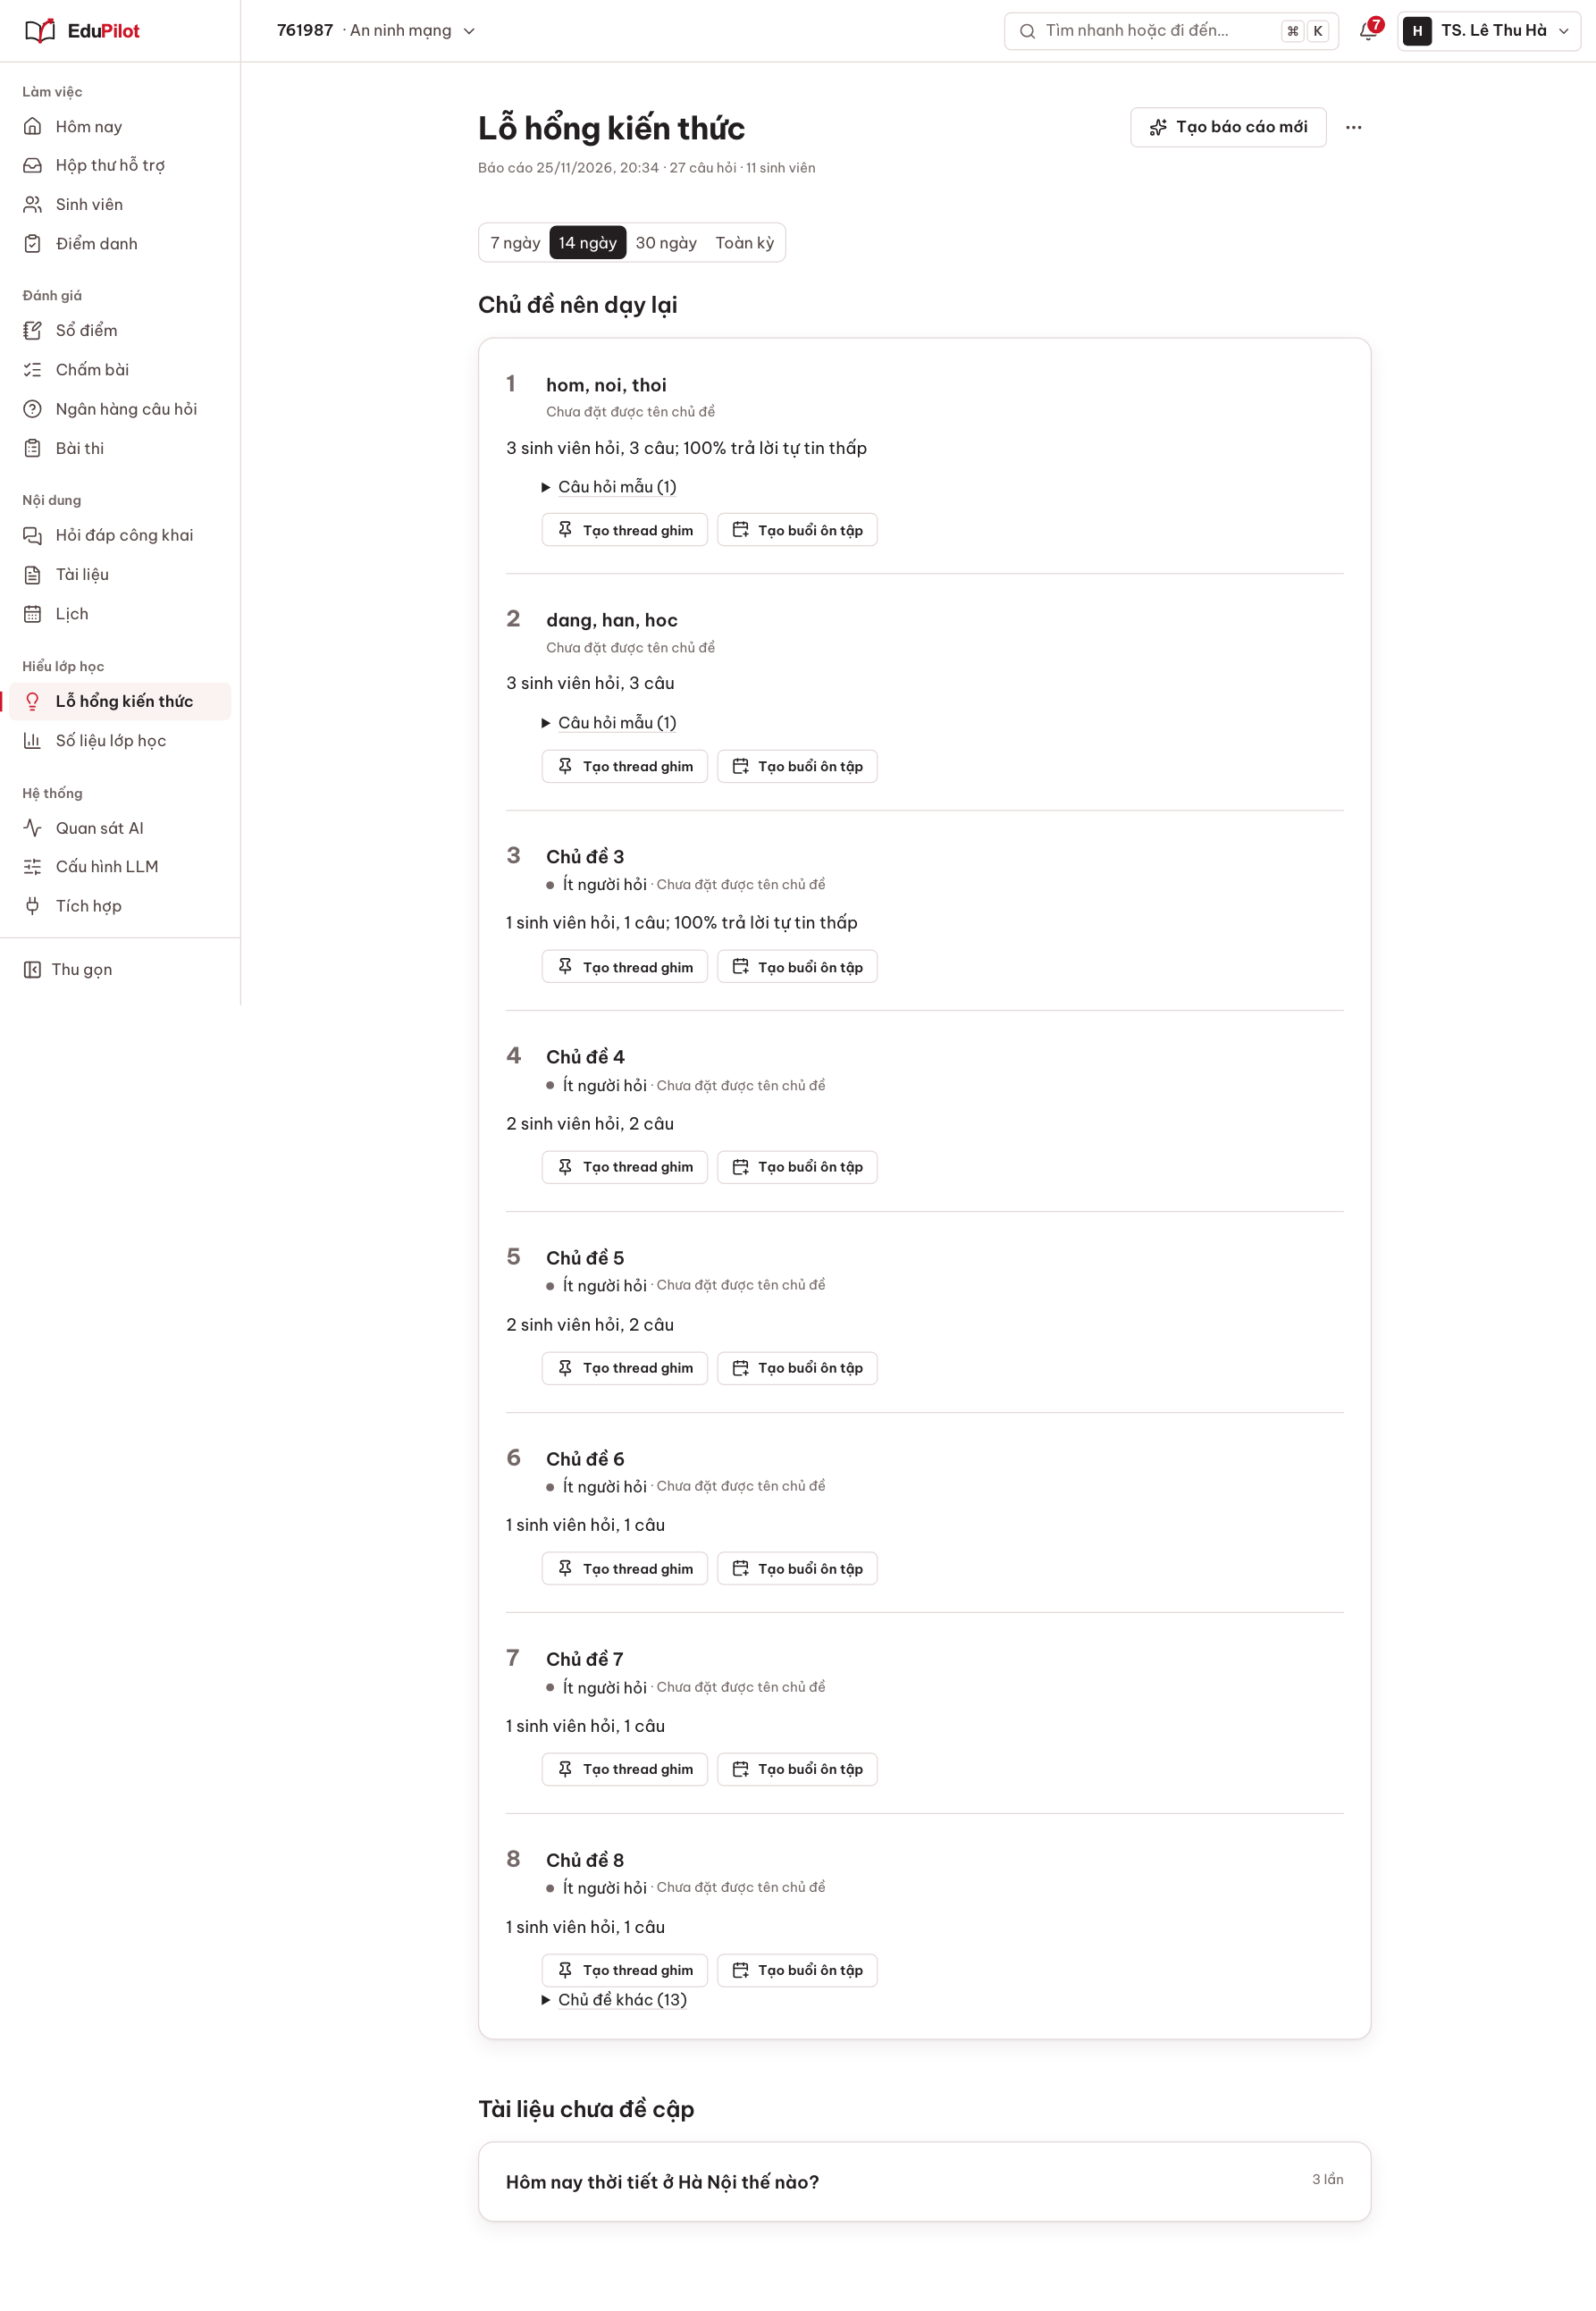 EduPilot
761987 · An ninh mạng
Tìm nhanh hoặc đi đến... ⌘ K
7
H TS. Lê Thu Hà
Làm việc
Hôm nay
Hộp thư hỗ trợ
Sinh viên
Điểm danh
Đánh giá
Sổ điểm
Chấm bài
Ngân hàng câu hỏi
Bài thi
Nội dung
Hỏi đáp công khai
Tài liệu
Lịch
Hiểu lớp học
Lỗ hổng kiến thức
Số liệu lớp học
Hệ thống
Quan sát AI
Cấu hình LLM
Tích hợp
Thu gọn
Lỗ hổng kiến thức
Tạo báo cáo mới
Báo cáo 25/11/2026, 20:34 · 27 câu hỏi · 11 sinh viên
7 ngày 14 ngày 30 ngày Toàn kỳ
Chủ đề nên dạy lại
1 hom, noi, thoi
Chưa đặt được tên chủ đề
3 sinh viên hỏi, 3 câu; 100% trả lời tự tin thấp
Câu hỏi mẫu (1)
Tạo thread ghim Tạo buổi ôn tập
2 dang, han, hoc
Chưa đặt được tên chủ đề
3 sinh viên hỏi, 3 câu
Câu hỏi mẫu (1)
Tạo thread ghim Tạo buổi ôn tập
3 Chủ đề 3
Ít người hỏi · Chưa đặt được tên chủ đề
1 sinh viên hỏi, 1 câu; 100% trả lời tự tin thấp
Tạo thread ghim Tạo buổi ôn tập
4 Chủ đề 4
Ít người hỏi · Chưa đặt được tên chủ đề
2 sinh viên hỏi, 2 câu
Tạo thread ghim Tạo buổi ôn tập
5 Chủ đề 5
Ít người hỏi · Chưa đặt được tên chủ đề
2 sinh viên hỏi, 2 câu
Tạo thread ghim Tạo buổi ôn tập
6 Chủ đề 6
Ít người hỏi · Chưa đặt được tên chủ đề
1 sinh viên hỏi, 1 câu
Tạo thread ghim Tạo buổi ôn tập
7 Chủ đề 7
Ít người hỏi · Chưa đặt được tên chủ đề
1 sinh viên hỏi, 1 câu
Tạo thread ghim Tạo buổi ôn tập
8 Chủ đề 8
Ít người hỏi · Chưa đặt được tên chủ đề
1 sinh viên hỏi, 1 câu
Tạo thread ghim Tạo buổi ôn tập
Chủ đề khác (13)
Tài liệu chưa đề cập
Hôm nay thời tiết ở Hà Nội thế nào? 3 lần